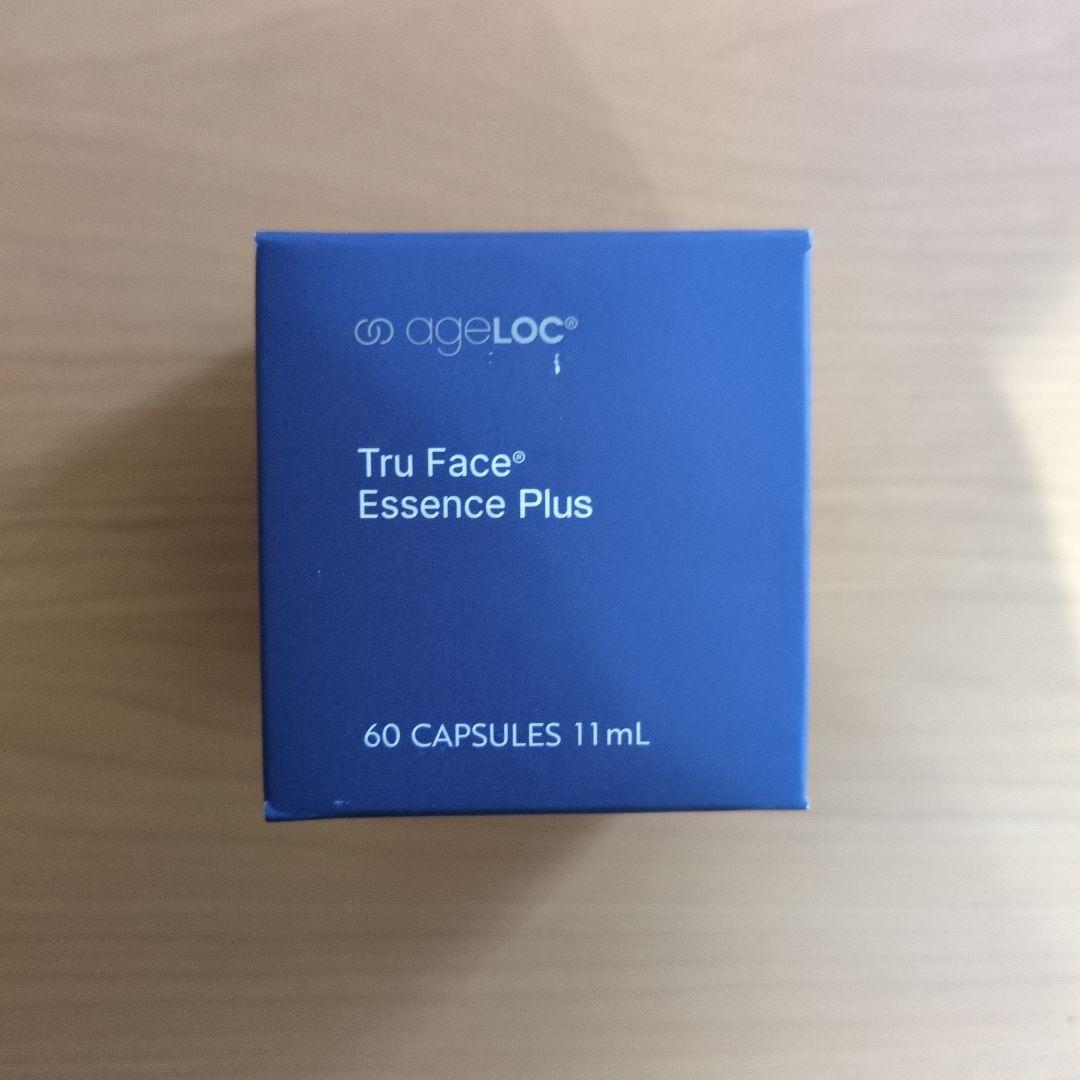 ageLOC®
Tru Face®
Essence Plus
60 CAPSULES 11mL